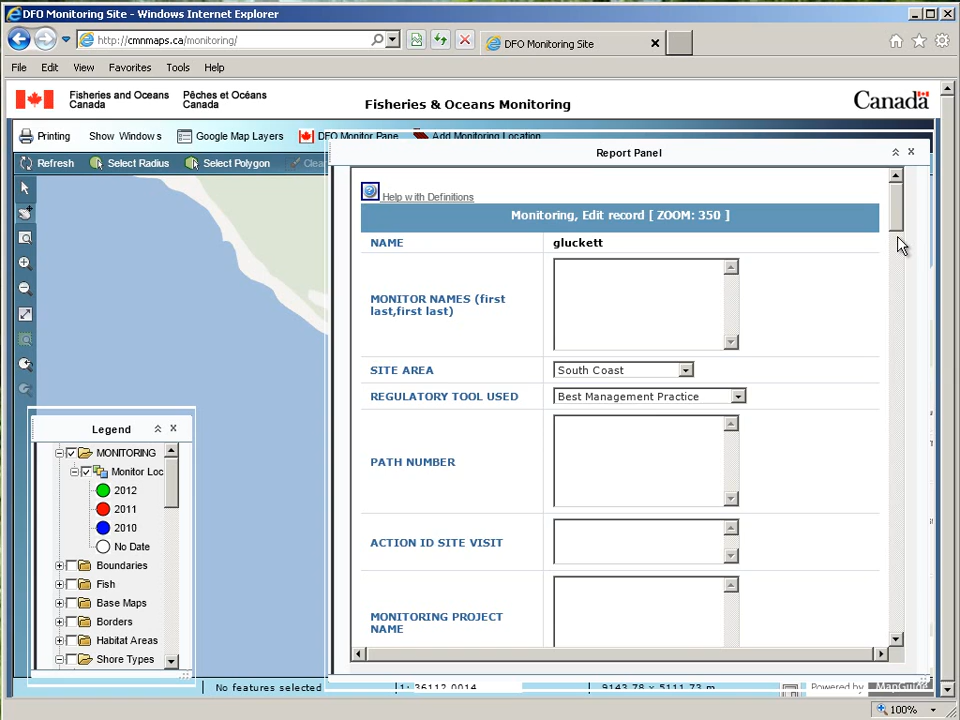 DFO Monitoring Site - Windows Internet Explorer
http://cmnmaps.ca/monitoring/
DFO Monitoring Site
File Edit View Favorites Tools Help
Fisheries and Oceans Canada
Pêches et Océans Canada
Fisheries & Oceans Monitoring
Canada
Printing Show Windows Google Map Layers DFO Monitor Pane Add Monitoring Location
Refresh Select Radius Select Polygon Clea
Report Panel
Help with Definitions
Monitoring, Edit record [ ZOOM: 350 ]
NAME gluckett
MONITOR NAMES (first
last,first last)
SITE AREA South Coast
REGULATORY TOOL USED Best Management Practice
PATH NUMBER
ACTION ID SITE VISIT
MONITORING PROJECT
NAME
Legend
MONITORING
Monitor Loc
2012
2011
2010
No Date
Boundaries
Fish
Base Maps
Borders
Habitat Areas
Shore Types
No features selected 1: 36112.0014 9143.78 x 5111.73 m Powered by MapGuide
100%